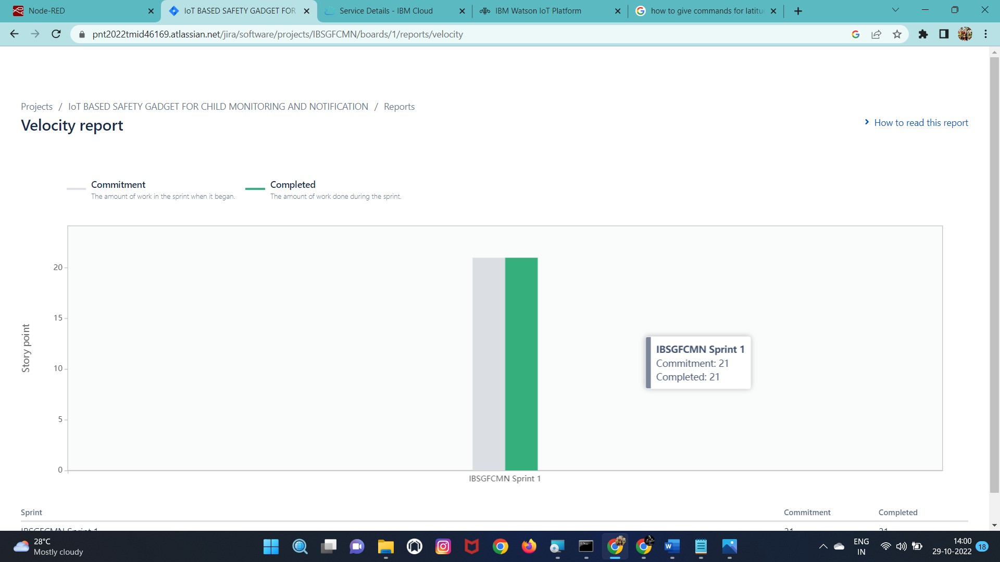 Node-RED
IoT BASED SAFETY GADGET FOR
Service Details - IBM Cloud
IBM Watson IoT Platform
how to give commands for latitu
pnt2022tmid46169.atlassian.net/jira/software/projects/IBSGFCMN/boards/1/reports/velocity
Projects / IoT BASED SAFETY GADGET FOR CHILD MONITORING AND NOTIFICATION / Reports
Velocity report
How to read this report
Commitment
The amount of work in the sprint when it began.
Completed
The amount of work done during the sprint.
20
15
10
5
0
Story point
IBSGFCMN Sprint 1
Commitment: 21
Completed: 21
IBSGFCMN Sprint 1
Sprint Commitment Completed
IBSGFCMN Sprint 1 21 21
28°C
Mostly cloudy
ENG
IN
14:00
29-10-2022
18